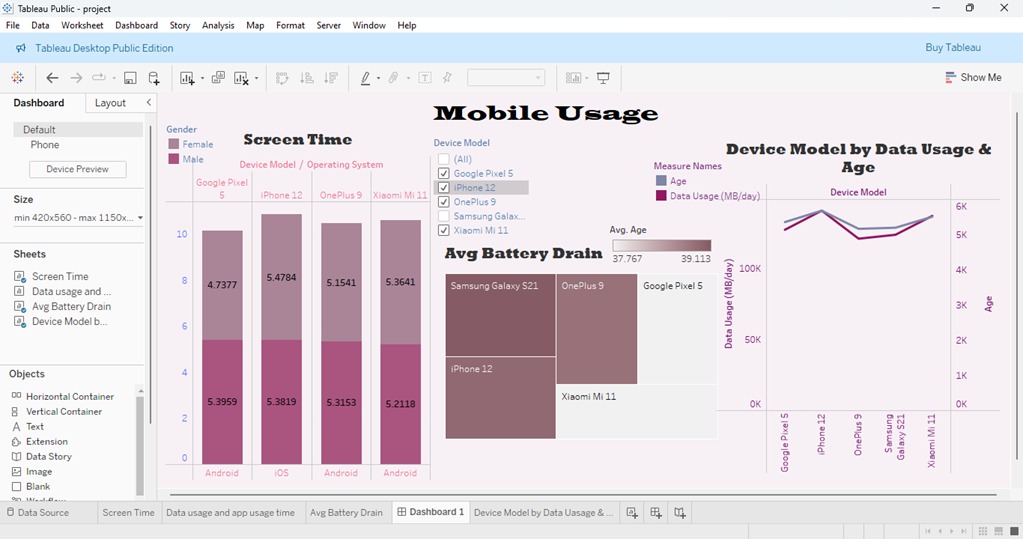 Tableau Public - project
File Data Worksheet Dashboard Story Analysis Map Format Server Window Help
Tableau Desktop Public Edition
Buy Tableau
Show Me
Dashboard Layout
Default
Phone
Device Preview
Size
min 420x560 - max 1150x...
Sheets
Screen Time
Data usage and ...
Avg Battery Drain
Device Model b...
Objects
Horizontal Container
Vertical Container
Text
Extension
Data Story
Image
Blank
Mobile Usage
Gender
Female
Male
Screen Time
Device Model / Operating System
Google Pixel 5
iPhone 12
OnePlus 9
Xiaomi Mi 11
10
8
6
4
2
0
4.7377
5.4784
5.1541
5.3641
5.3959
5.3819
5.3153
5.2118
Android
iOS
Android
Android
Device Model
(All)
Google Pixel 5
iPhone 12
OnePlus 9
Samsung Galax...
Xiaomi Mi 11
Avg. Age
37.767 39.113
Avg Battery Drain
Samsung Galaxy S21
OnePlus 9
Google Pixel 5
iPhone 12
Xiaomi Mi 11
Measure Names
Age
Data Usage (MB/day)
Device Model by Data Usage &
Age
Device Model
Data Usage (MB/day)
100K
50K
0K
6K
5K
4K
3K
2K
1K
0K
Age
Google Pixel 5
iPhone 12
OnePlus 9
Samsung
Galaxy S21
Xiaomi Mi 11
Data Source
Screen Time
Data usage and app usage time
Avg Battery Drain
Dashboard 1
Device Model by Data Uasage & ...